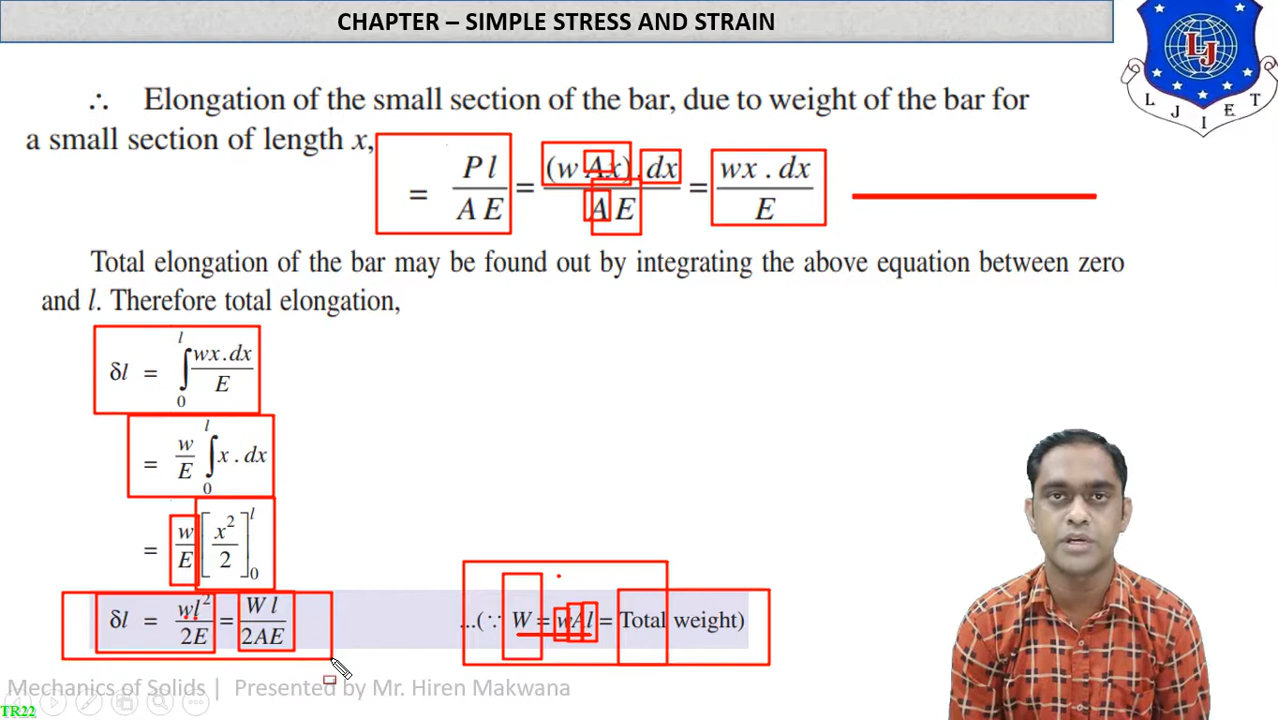 CHAPTER – SIMPLE STRESS AND STRAIN
LJ
L J I E T
∴ Elongation of the small section of the bar, due to weight of the bar for
a small section of length x,
= Pl / AE = (wAx) . dx / AE = wx . dx / E
Total elongation of the bar may be found out by integrating the above equation between zero
and l. Therefore total elongation,
δl = ∫₀ˡ wx . dx / E
= w/E ∫₀ˡ x . dx
= w/E [x²/2]₀ˡ
δl = wl²/2E = Wl/2AE ...(∵ W = wAl = Total weight)
Mechanics of Solids | Presented by Mr. Hiren Makwana
TR22